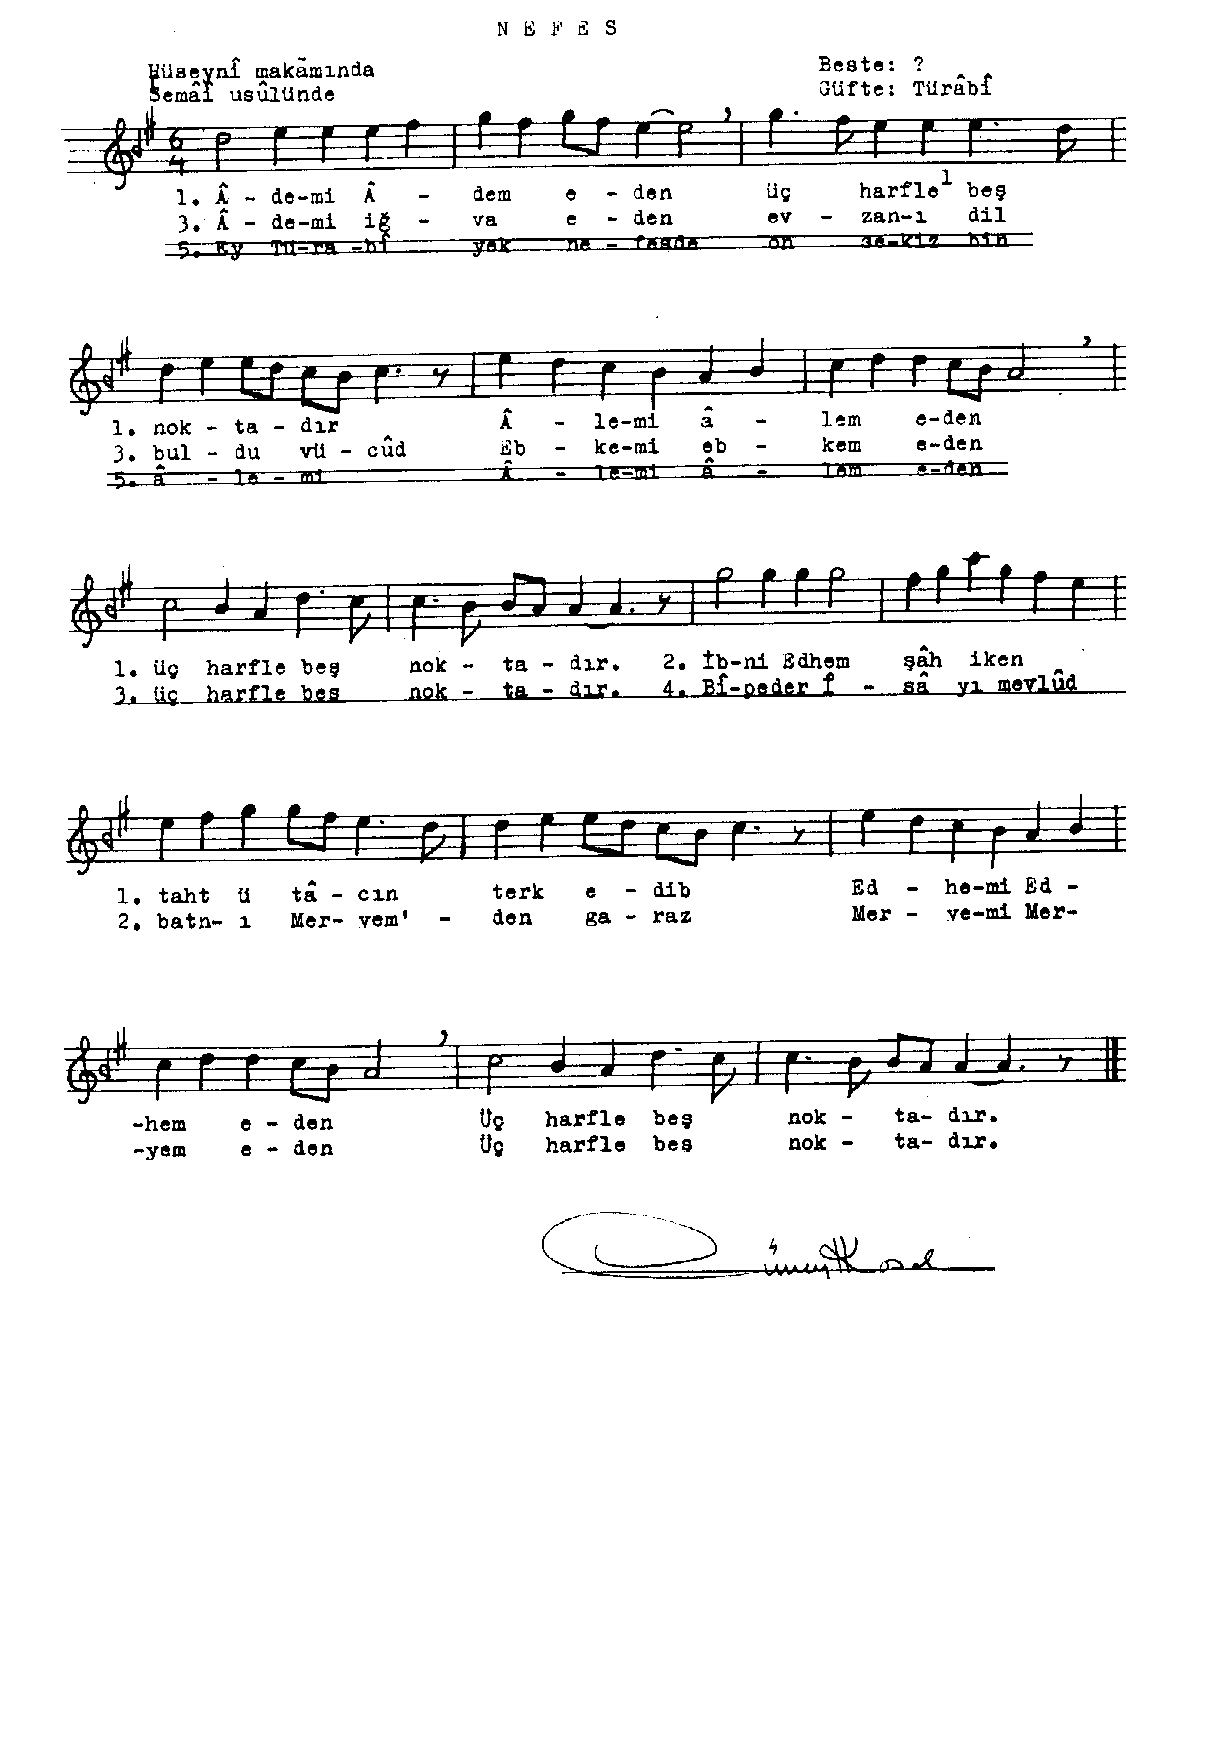 N E F E S
Hüseynî makâmında
Beste: ?
Semâî usûlünde
Güfte: Türâbî
6
4
1. Â - de-mi Â - dem e - den üç harfle1 beş
3. Â - de-mi iğ - va e - den ev - zan-ı dil
5. Ey Tü-ra-bî yek ne - fesde on se-kiz bin
1. nok - ta - dır Â - le-mi â - lem e-den
3. bul - du vü - cûd Eb - ke-mi eb - kem e-den
5. â - le - mi Â - le-mi â - lem e-den
1. üç harfle beş nok - ta - dır. 2. İb-ni Edhem şâh iken
3. üç harfle beş nok - ta - dır. 4. Bî-peder Î - sâ yı mevlûd
1. taht ü tâ - cın terk e - dib Ed - he-mi Ed -
2. batn- ı Mer- yem' - den ga - raz Mer - ye-mi Mer-
-hem e - den Üç harfle beş nok - ta- dır.
-yem e - den Üç harfle bes nok - ta- dır.